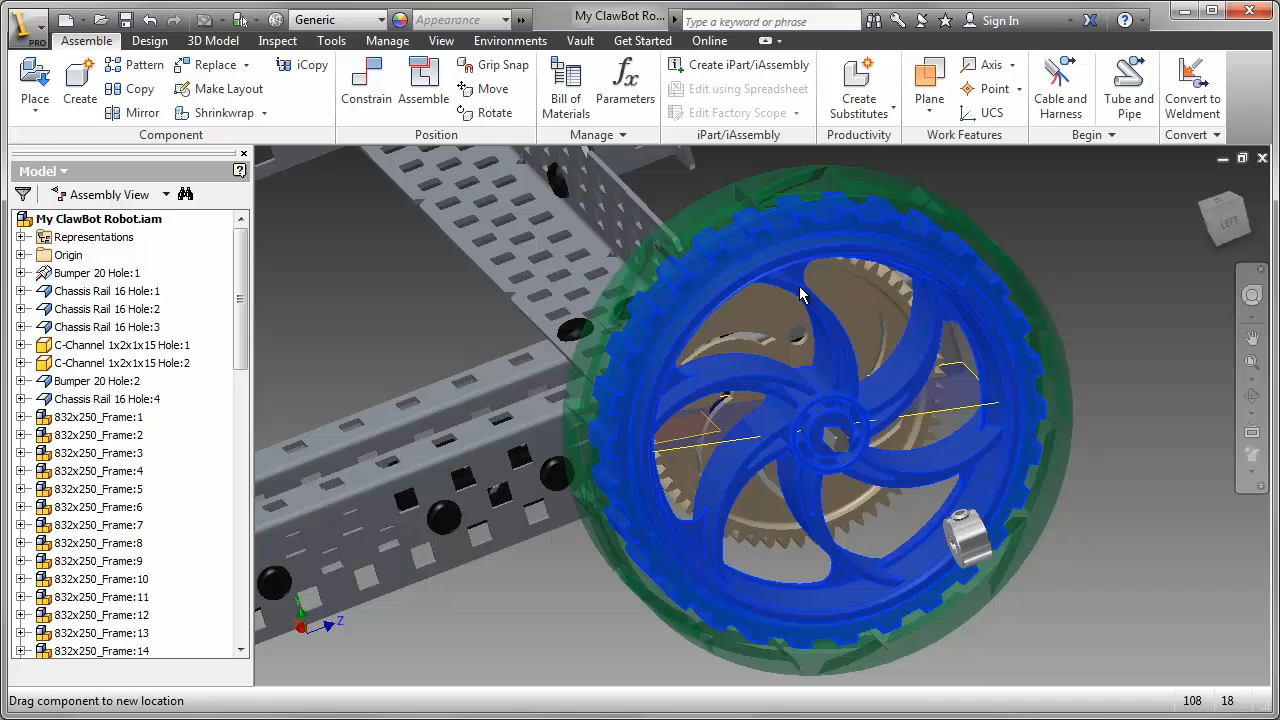 Generic Appearance My ClawBot Ro... Type a keyword or phrase Sign In
PRO
Assemble Design 3D Model Inspect Tools Manage View Environments Vault Get Started Online
Place Create Pattern Replace iCopy Constrain Assemble Grip Snap Bill of Materials Parameters Create iPart/iAssembly Create Substitutes Plane Axis Cable and Harness Tube and Pipe Convert to Weldment
Copy Make Layout Move Edit using Spreadsheet Point
Mirror Shrinkwrap Rotate Edit Factory Scope UCS
Component Position Manage iPart/iAssembly Productivity Work Features Begin Convert
Model
Assembly View
My ClawBot Robot.iam
Representations
Origin
Bumper 20 Hole:1
Chassis Rail 16 Hole:1
Chassis Rail 16 Hole:2
Chassis Rail 16 Hole:3
C-Channel 1x2x1x15 Hole:1
C-Channel 1x2x1x15 Hole:2
Bumper 20 Hole:2
Chassis Rail 16 Hole:4
832x250_Frame:1
832x250_Frame:2
832x250_Frame:3
832x250_Frame:4
832x250_Frame:5
832x250_Frame:6
832x250_Frame:7
832x250_Frame:8
832x250_Frame:9
832x250_Frame:10
832x250_Frame:11
832x250_Frame:12
832x250_Frame:13
832x250_Frame:14
LEFT
Z
Drag component to new location 108 18